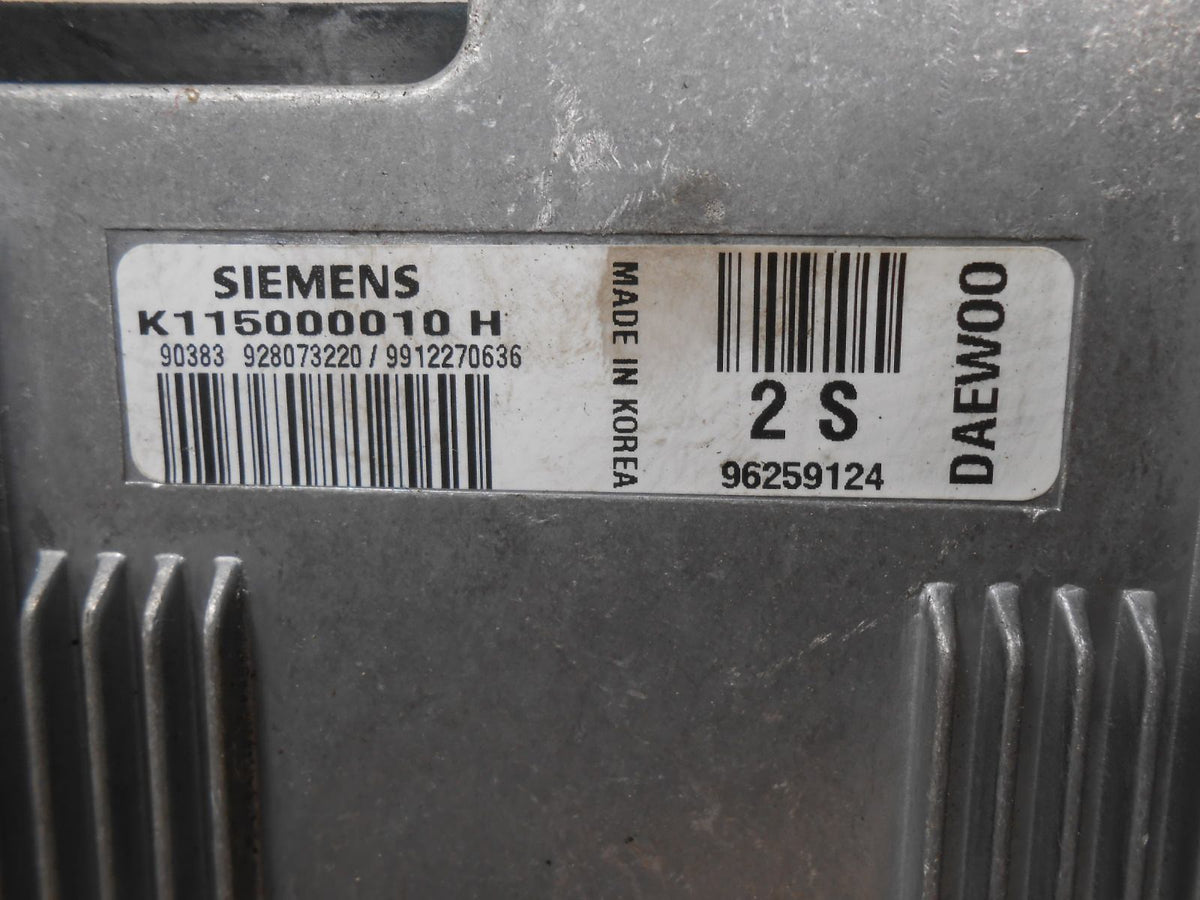 SIEMENS
K115000010 H
90383 928073220 / 9912270636
MADE IN KOREA
2 S
96259124
DAEWOO